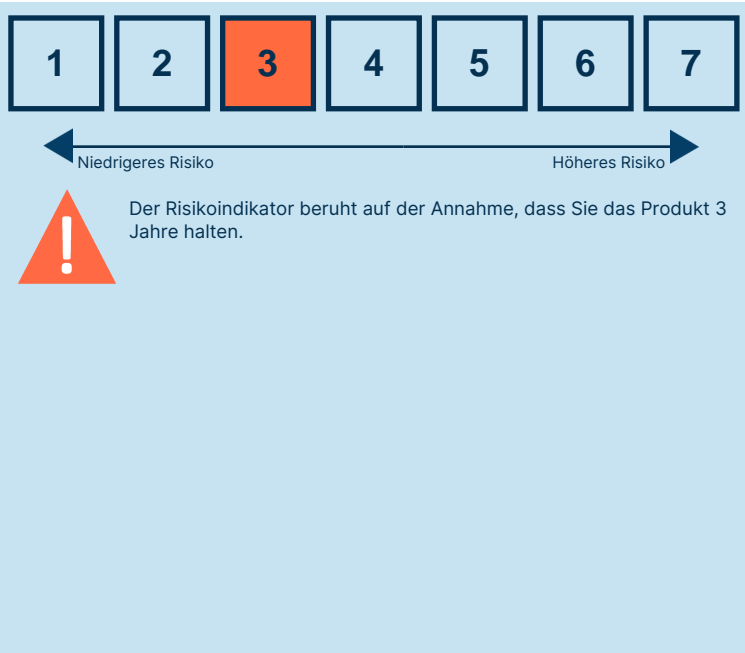 1 2 3 4 5 6 7
Niedrigeres Risiko Höheres Risiko
Der Risikoindikator beruht auf der Annahme, dass Sie das Produkt 3
Jahre halten.